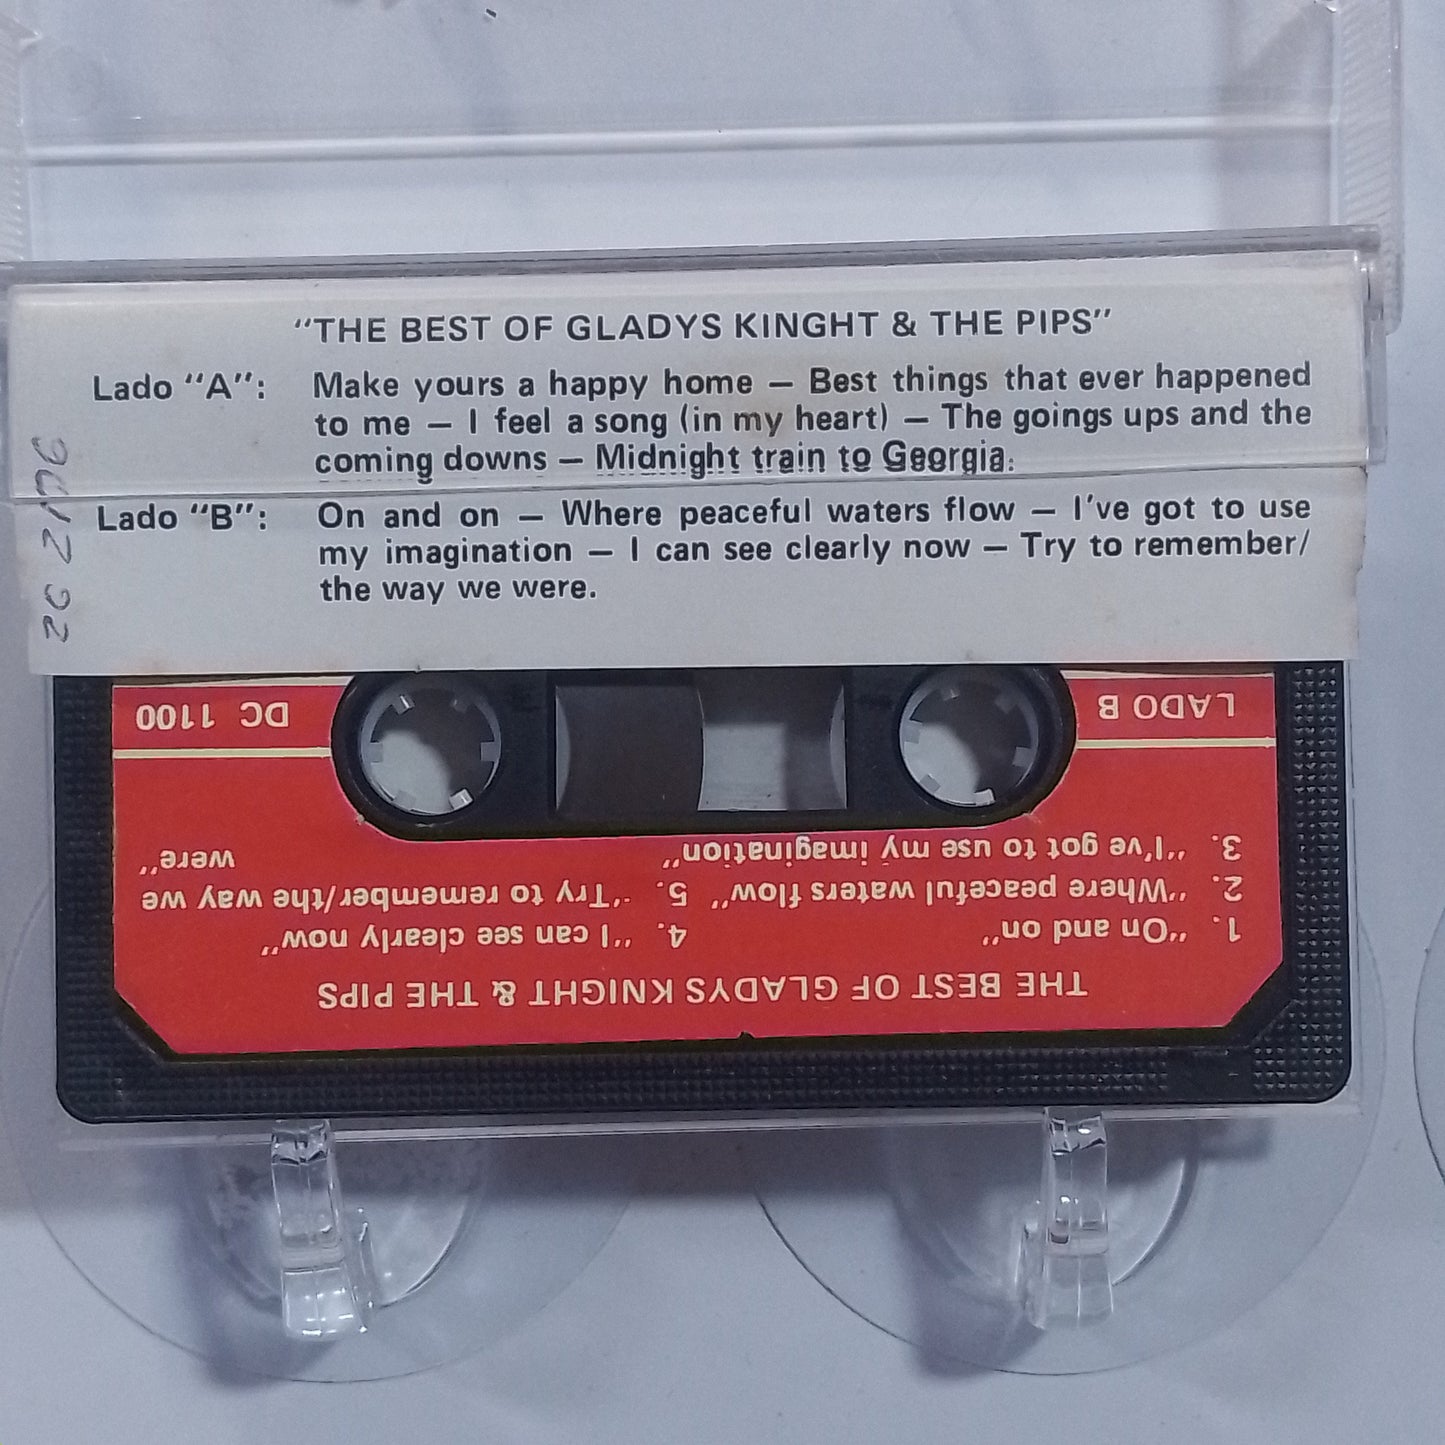 "THE BEST OF GLADYS KINGHT & THE PIPS"
Lado "A": Make yours a happy home — Best things that ever happened
to me — I feel a song (in my heart) — The goings ups and the
coming downs — Midnight train to Georgia.
Lado "B": On and on — Where peaceful waters flow — I've got to use
my imagination — I can see clearly now — Try to remember/
the way we were.
THE BEST OF GLADYS KNIGHT & THE PIPS
1. "On and on"
2. "Where peaceful waters flow"
3. "I've got to use my imagination"
4. "I can see clearly now"
5. "Try to remember/the way we
were"
LADO B
DC 1100